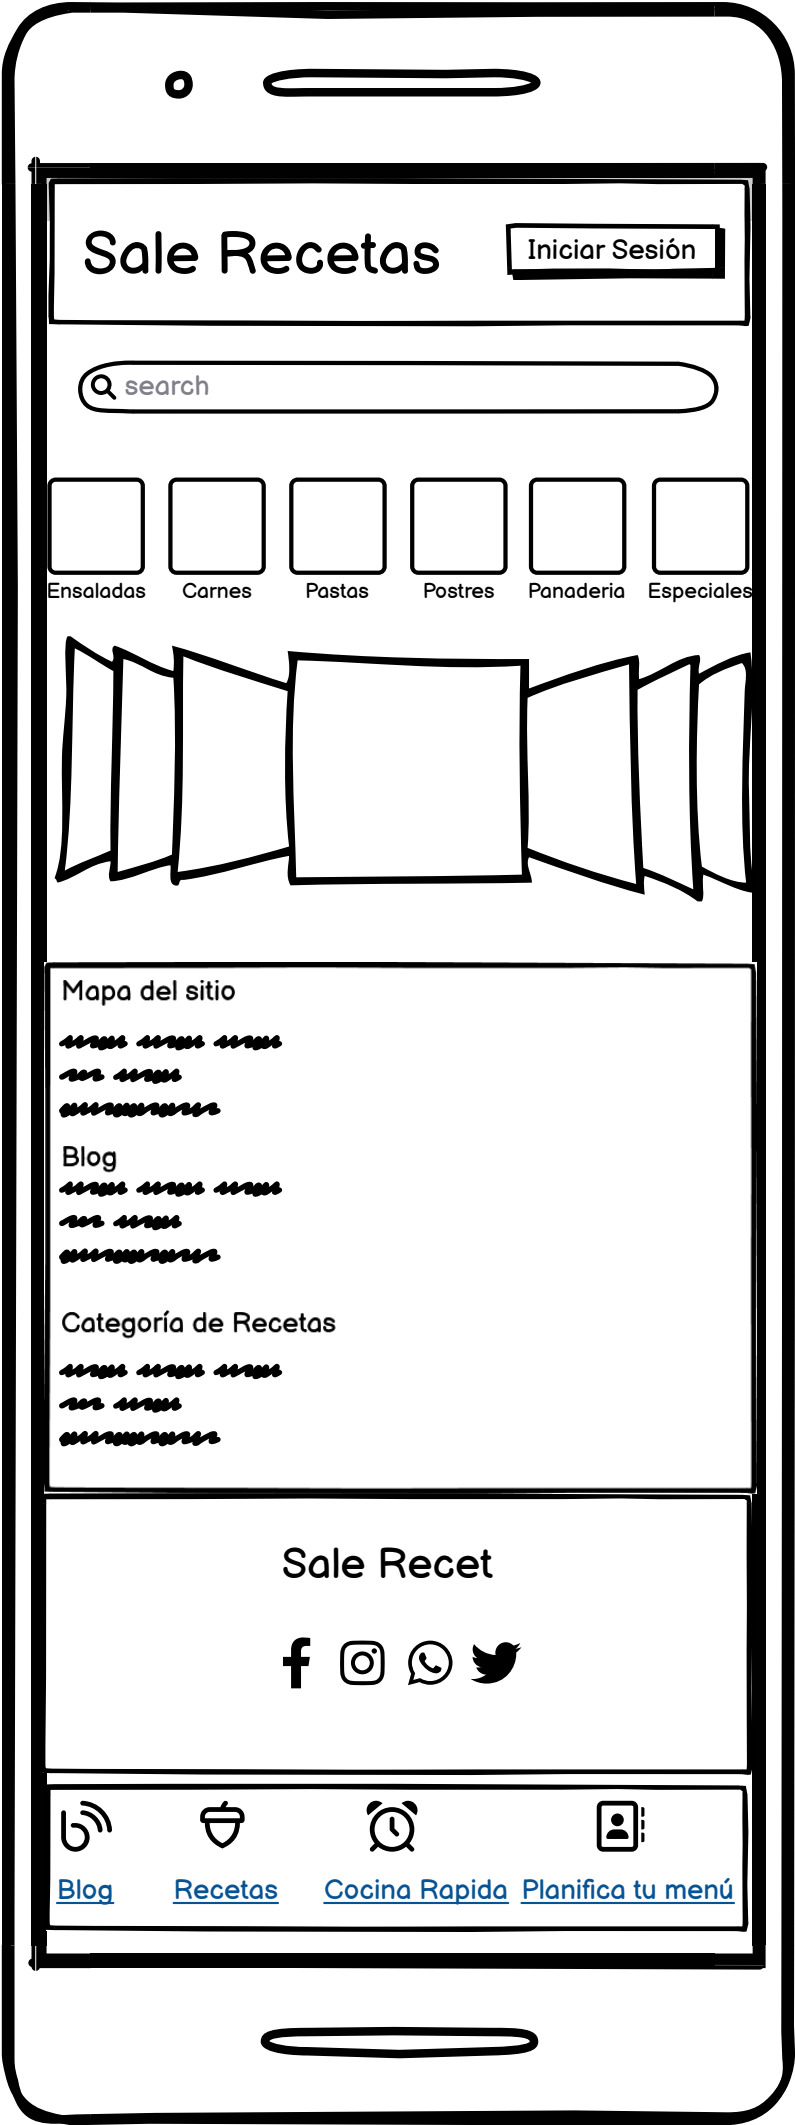 Sale Recetas
Iniciar Sesión
search
Ensaladas Carnes Pastas Postres Panaderia Especiales
Mapa del sitio
Blog
Categoría de Recetas
Sale Recet
Blog Recetas Cocina Rapida Planifica tu menú